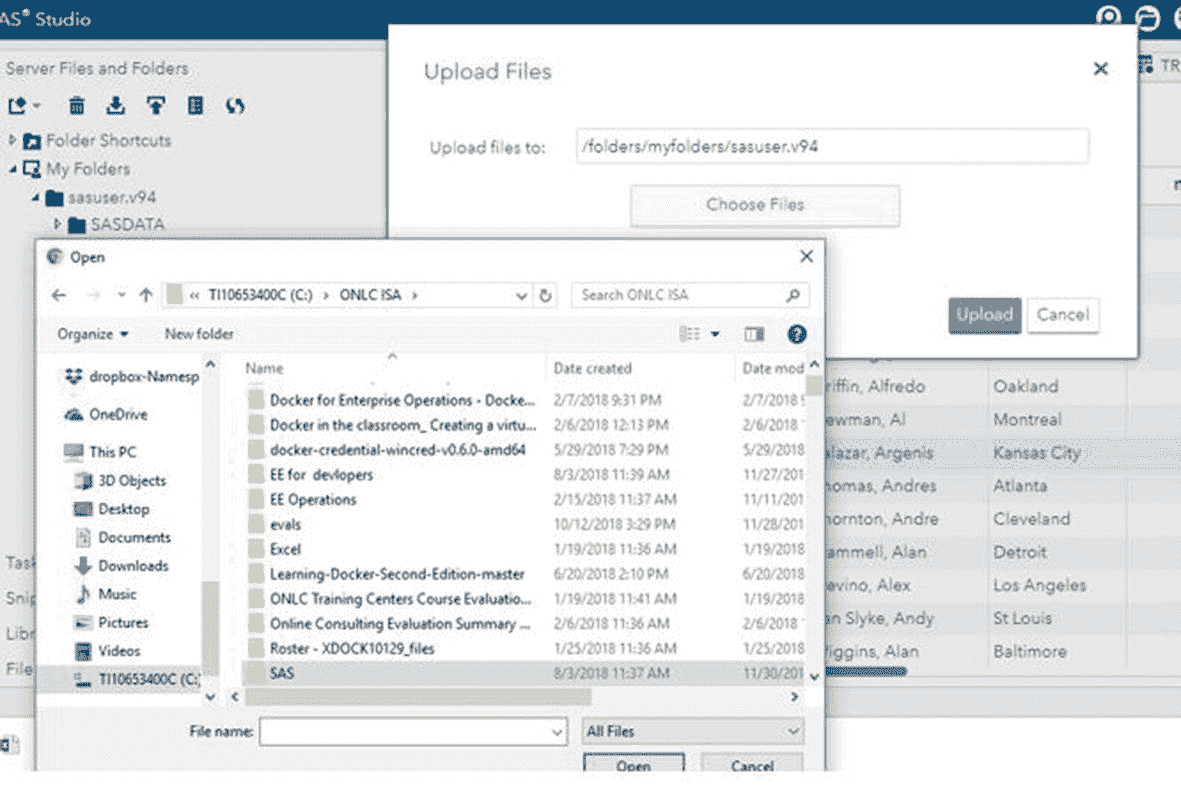 AS® Studio
Server Files and Folders
Folder Shortcuts
My Folders
sasuser.v94
SASDATA
Upload Files
Upload files to:
/folders/myfolders/sasuser.v94
Choose Files
Upload
Cancel
TR
Open
« TI10653400C (C:) › ONLC ISA ›
Search ONLC ISA
Organize
New folder
Name Date created Date mod
dropbox-Namesp
OneDrive
This PC
3D Objects
Desktop
Documents
Downloads
Music
Pictures
Videos
TI10653400C (C:
Docker for Enterprise Operations - Docke... 2/7/2018 9:31 PM 2/7/2018
Docker in the classroom_ Creating a virtu... 2/6/2018 12:13 PM 2/6/2018
docker-credential-wincred-v0.6.0-amd64 5/29/2018 7:29 PM 5/29/2018
EE for devlopers 8/3/2018 11:39 AM 11/27/201
EE Operations 2/15/2018 11:37 AM 11/11/201
evals 10/12/2018 3:29 PM 11/28/201
Excel 1/19/2018 11:36 AM 1/19/2018
Learning-Docker-Second-Edition-master 6/20/2018 2:10 PM 6/20/2018
ONLC Training Centers Course Evaluatio... 1/19/2018 11:41 AM 1/19/2018
Online Consulting Evaluation Summary ... 2/6/2018 11:36 AM 2/6/2018
Roster - XDOCK10129_files 1/25/2018 11:36 AM 1/25/2018
SAS 8/3/2018 11:37 AM 11/30/201
File name:
All Files
Open
Cancel
riffin, Alfredo Oakland
ewman, Al Montreal
alazar, Argenis Kansas City
homas, Andres Atlanta
hornton, Andre Cleveland
ammell, Alan Detroit
evino, Alex Los Angeles
an Slyke, Andy St Louis
iggins, Alan Baltimore
Task
Snip
Libr
File